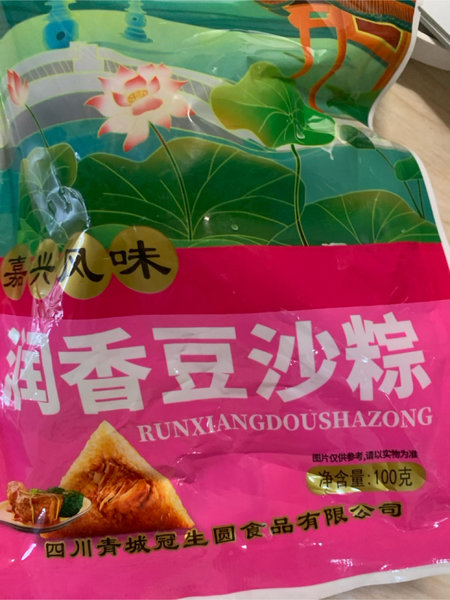 嘉兴风味
润香豆沙粽
RUNXIANGDOUSHAZONG
图片仅供参考,请以实物为准
净含量:100克
四川青城冠生圆食品有限公司